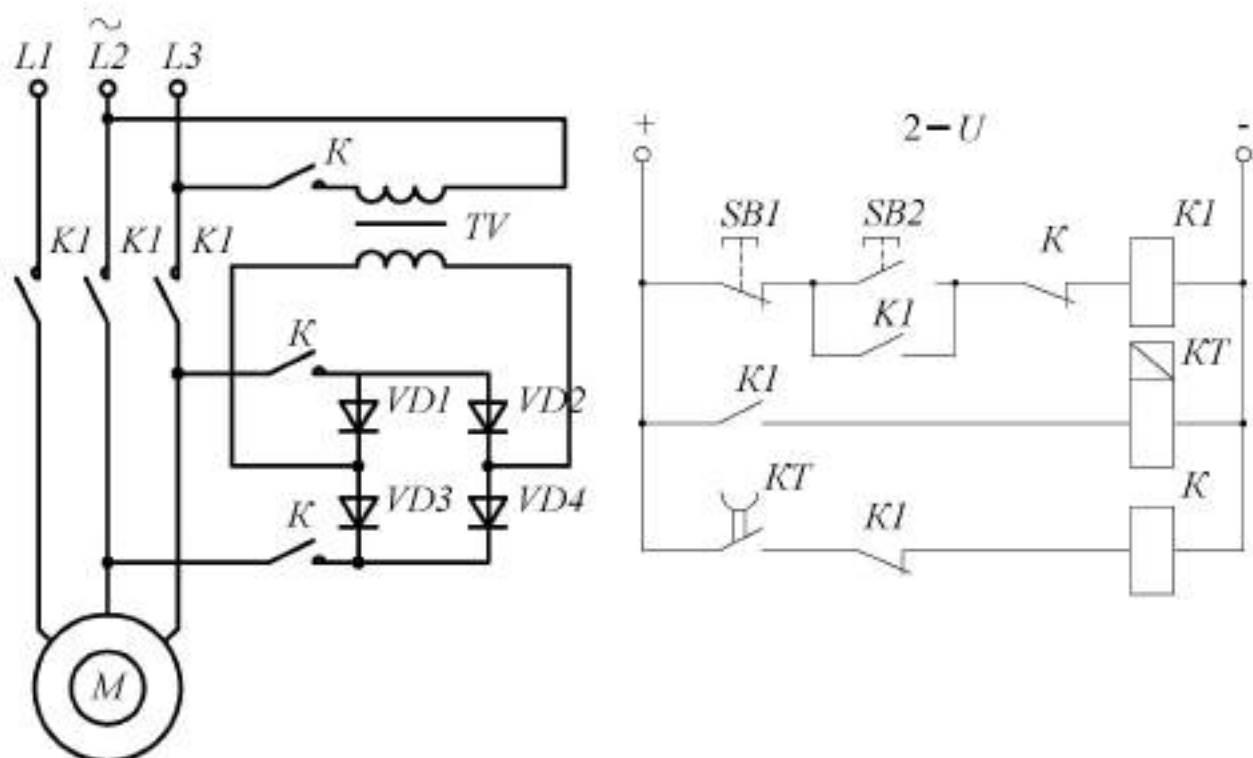 ~
L1 L2 L3
K
K1 K1 K1
TV
K
VD1 VD2
K
VD3 VD4
M
+ 2-U -
SB1 SB2 K K1
K1
K1 KT
KT K1 K